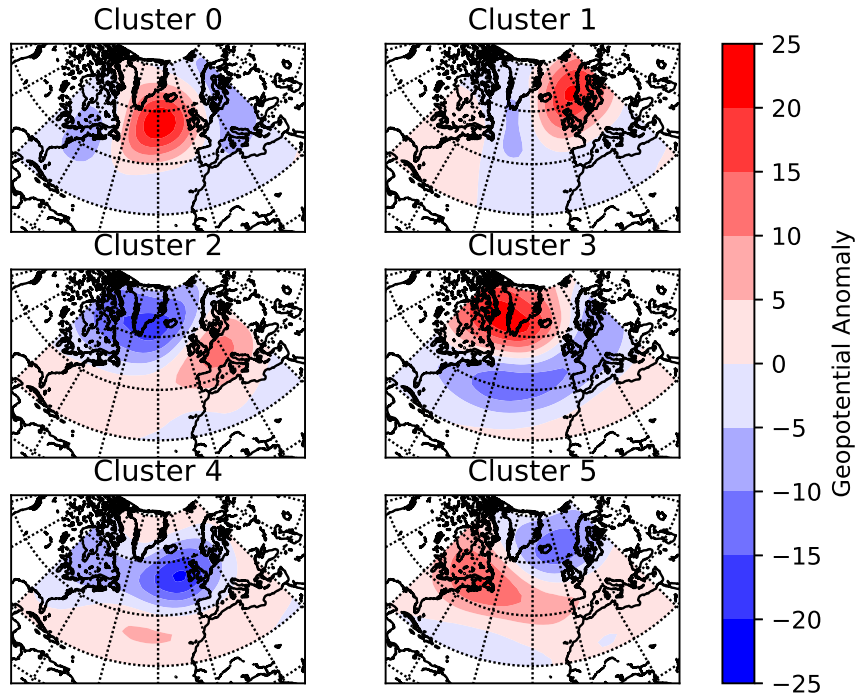 Cluster 0
Cluster 1
Cluster 2
Cluster 3
Cluster 4
Cluster 5
25
20
15
10
5
0
−5
−10
−15
−20
−25
Geopotential Anomaly